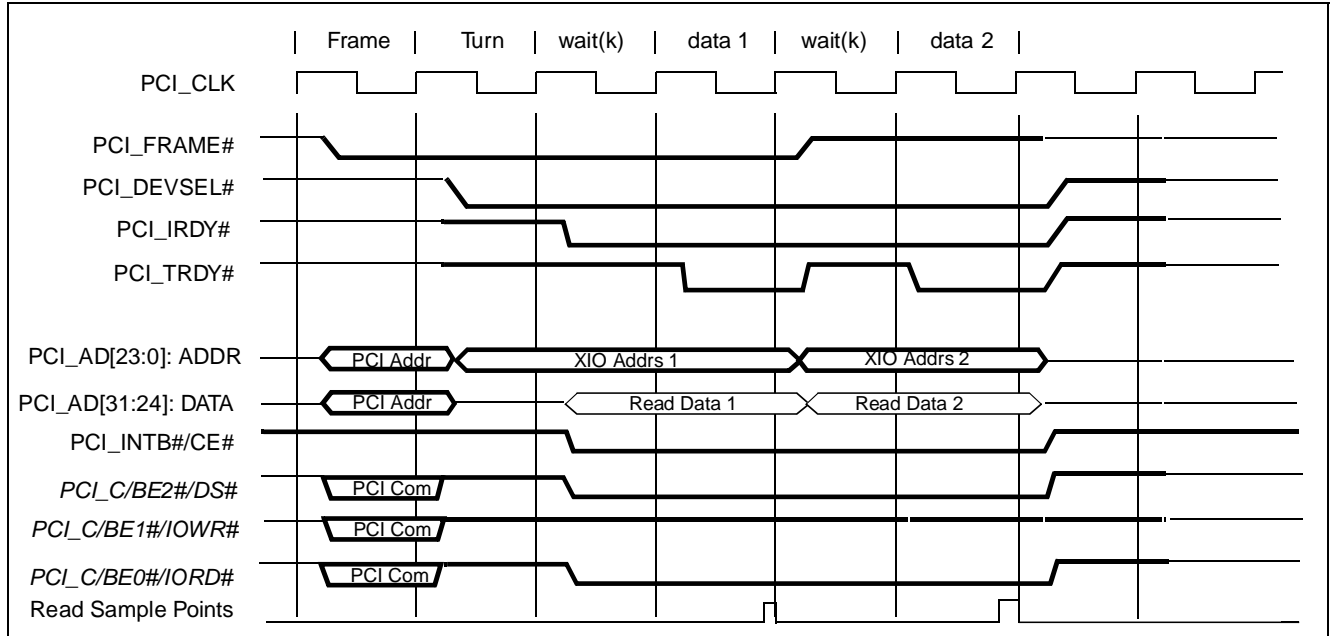 Frame Turn wait(k) data 1 wait(k) data 2
PCI_CLK
PCI_FRAME#
PCI_DEVSEL#
PCI_IRDY#
PCI_TRDY#
PCI_AD[23:0]: ADDR PCI Addr XIO Addrs 1 XIO Addrs 2
PCI_AD[31:24]: DATA PCI Addr Read Data 1 Read Data 2
PCI_INTB#/CE#
PCI_C/BE2#/DS# PCI Com
PCI_C/BE1#/IOWR# PCI Com
PCI_C/BE0#/IORD# PCI Com
Read Sample Points